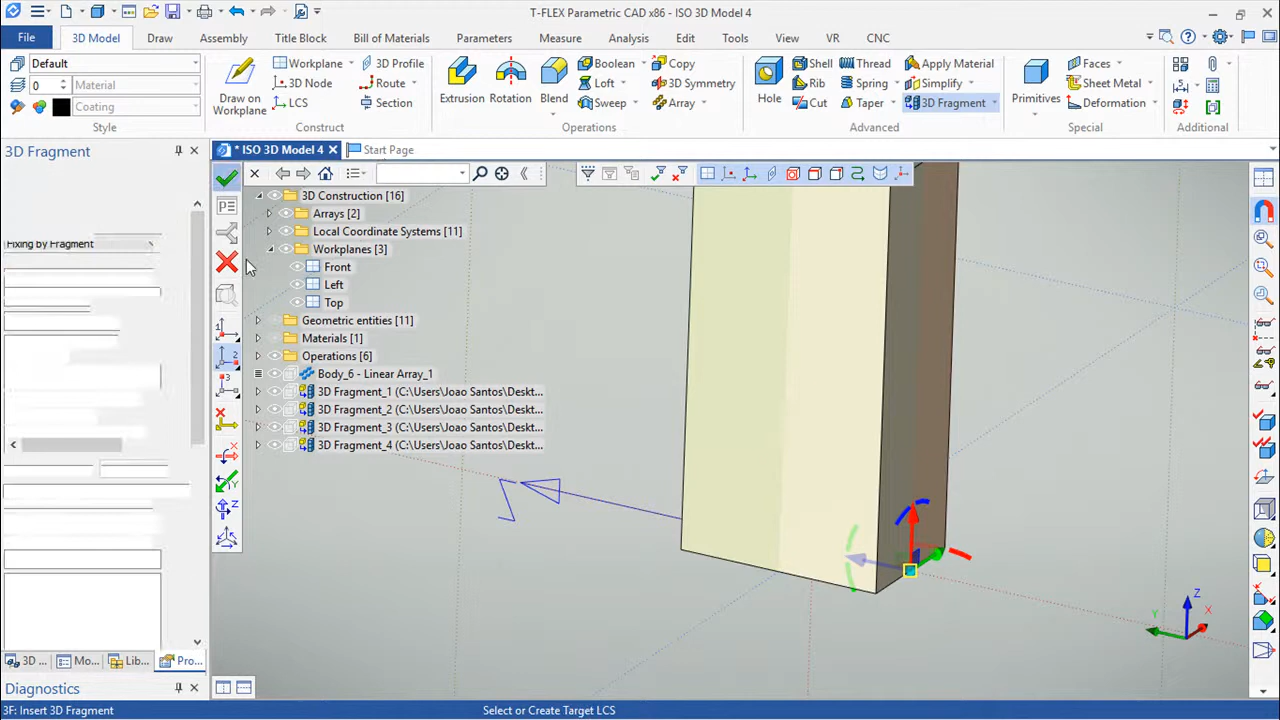 T-FLEX Parametric CAD x86 - ISO 3D Model 4
File
3D Model
Draw
Assembly
Title Block
Bill of Materials
Parameters
Measure
Analysis
Edit
Tools
View
VR
CNC
Default
0
Material
Coating
Style
Draw on
Workplane
Workplane
3D Node
LCS
3D Profile
Route
Section
Construct
Extrusion
Rotation
Blend
Boolean
Loft
Sweep
Copy
3D Symmetry
Array
Operations
Hole
Shell
Rib
Cut
Thread
Spring
Taper
Apply Material
Simplify
3D Fragment
Advanced
Primitives
Faces
Sheet Metal
Deformation
Special
Additional
3D Fragment
* ISO 3D Model 4
Start Page
Fixing by Fragment
3D Construction [16]
Arrays [2]
Local Coordinate Systems [11]
Workplanes [3]
Front
Left
Top
Geometric entities [11]
Materials [1]
Operations [6]
Body_6 - Linear Array_1
3D Fragment_1 (C:\Users\Joao Santos\Deskt...
3D Fragment_2 (C:\Users\Joao Santos\Deskt...
3D Fragment_3 (C:\Users\Joao Santos\Deskt...
3D Fragment_4 (C:\Users\Joao Santos\Deskt...
Z
Z
X
Y
3D ...
Mo...
Lib...
Pro...
Diagnostics
3F: Insert 3D Fragment
Select or Create Target LCS